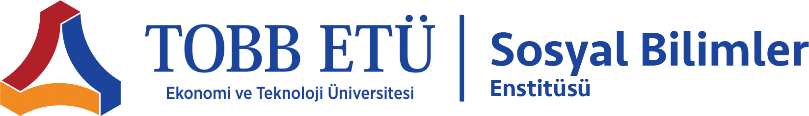 TOBB ETÜ
Ekonomi ve Teknoloji Üniversitesi
Sosyal Bilimler
Enstitüsü